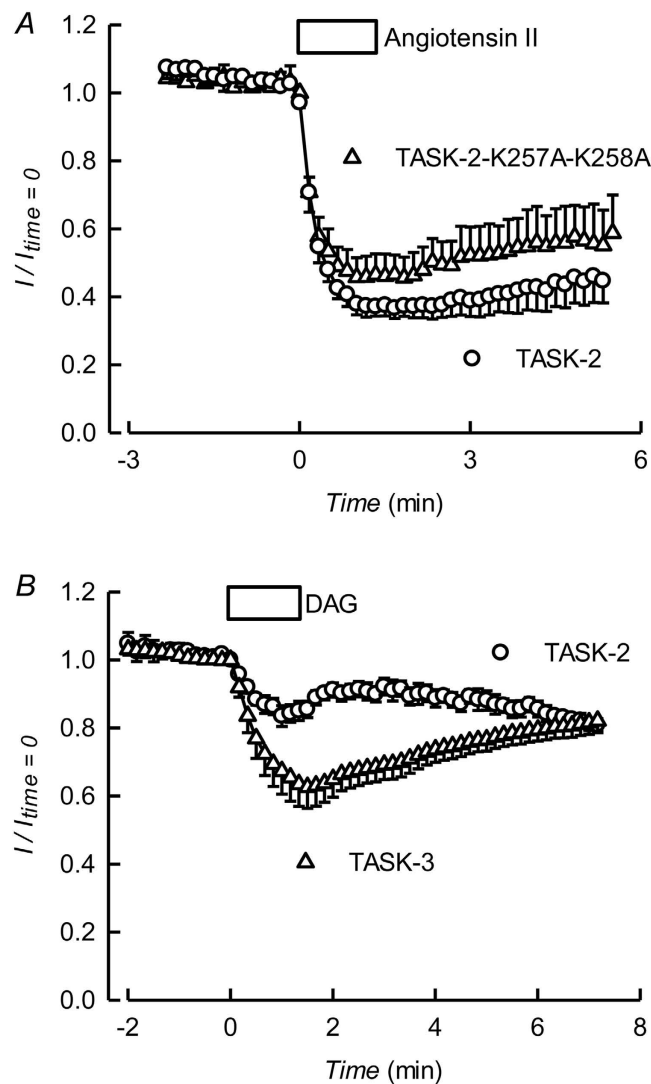 A
Angiotensin II
1.2
1.0
0.8
0.6
0.4
0.2
0.0
I / I time = 0
TASK-2-K257A-K258A
TASK-2
-3
0
3
6
Time (min)
B
DAG
1.2
1.0
0.8
0.6
0.4
0.2
0.0
I / I time = 0
TASK-2
TASK-3
-2
0
2
4
6
8
Time (min)